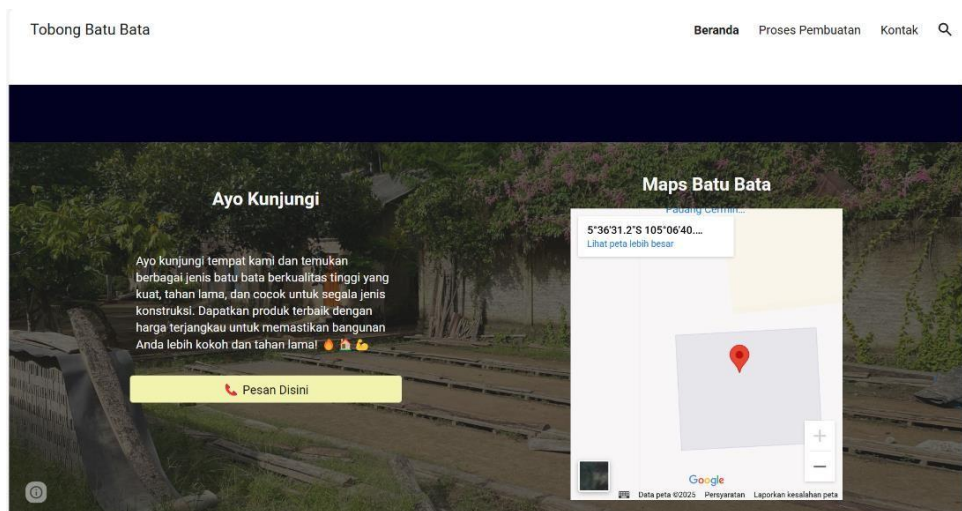 Tobong Batu Bata
Beranda Proses Pembuatan Kontak
Ayo Kunjungi
Ayo kunjungi tempat kami dan temukan
berbagai jenis batu bata berkualitas tinggi yang
kuat, tahan lama, dan cocok untuk segala jenis
konstruksi. Dapatkan produk terbaik dengan
harga terjangkau untuk memastikan bangunan
Anda lebih kokoh dan tahan lama! 🔥 🏠 💪
📞 Pesan Disini
Maps Batu Bata
Padang Cermin...
5°36'31.2"S 105°06'40....
Lihat peta lebih besar
Google
Data peta ©2025 Persyaratan Laporkan kesalahan peta